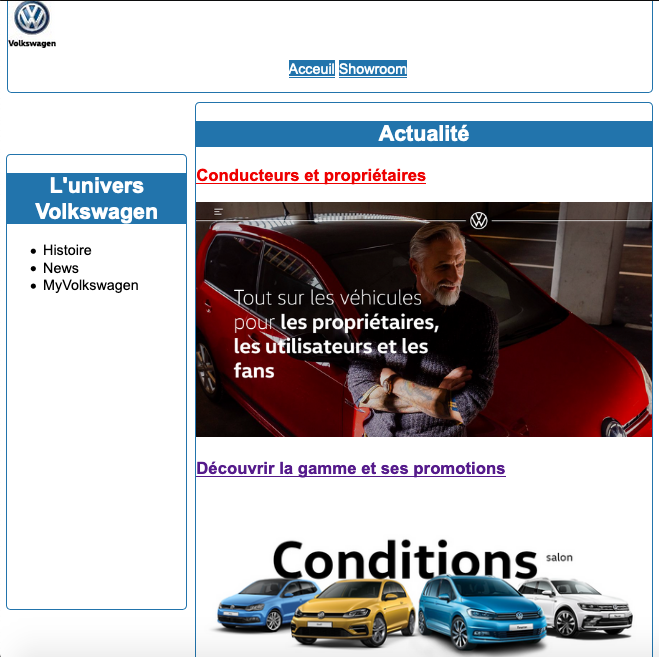 Volkswagen
Acceuil Showroom
L'univers
Volkswagen
Histoire
News
MyVolkswagen
Actualité
Conducteurs et propriétaires
Tout sur les véhicules
pour les propriétaires,
les utilisateurs et les
fans
Découvrir la gamme et ses promotions
Conditions salon